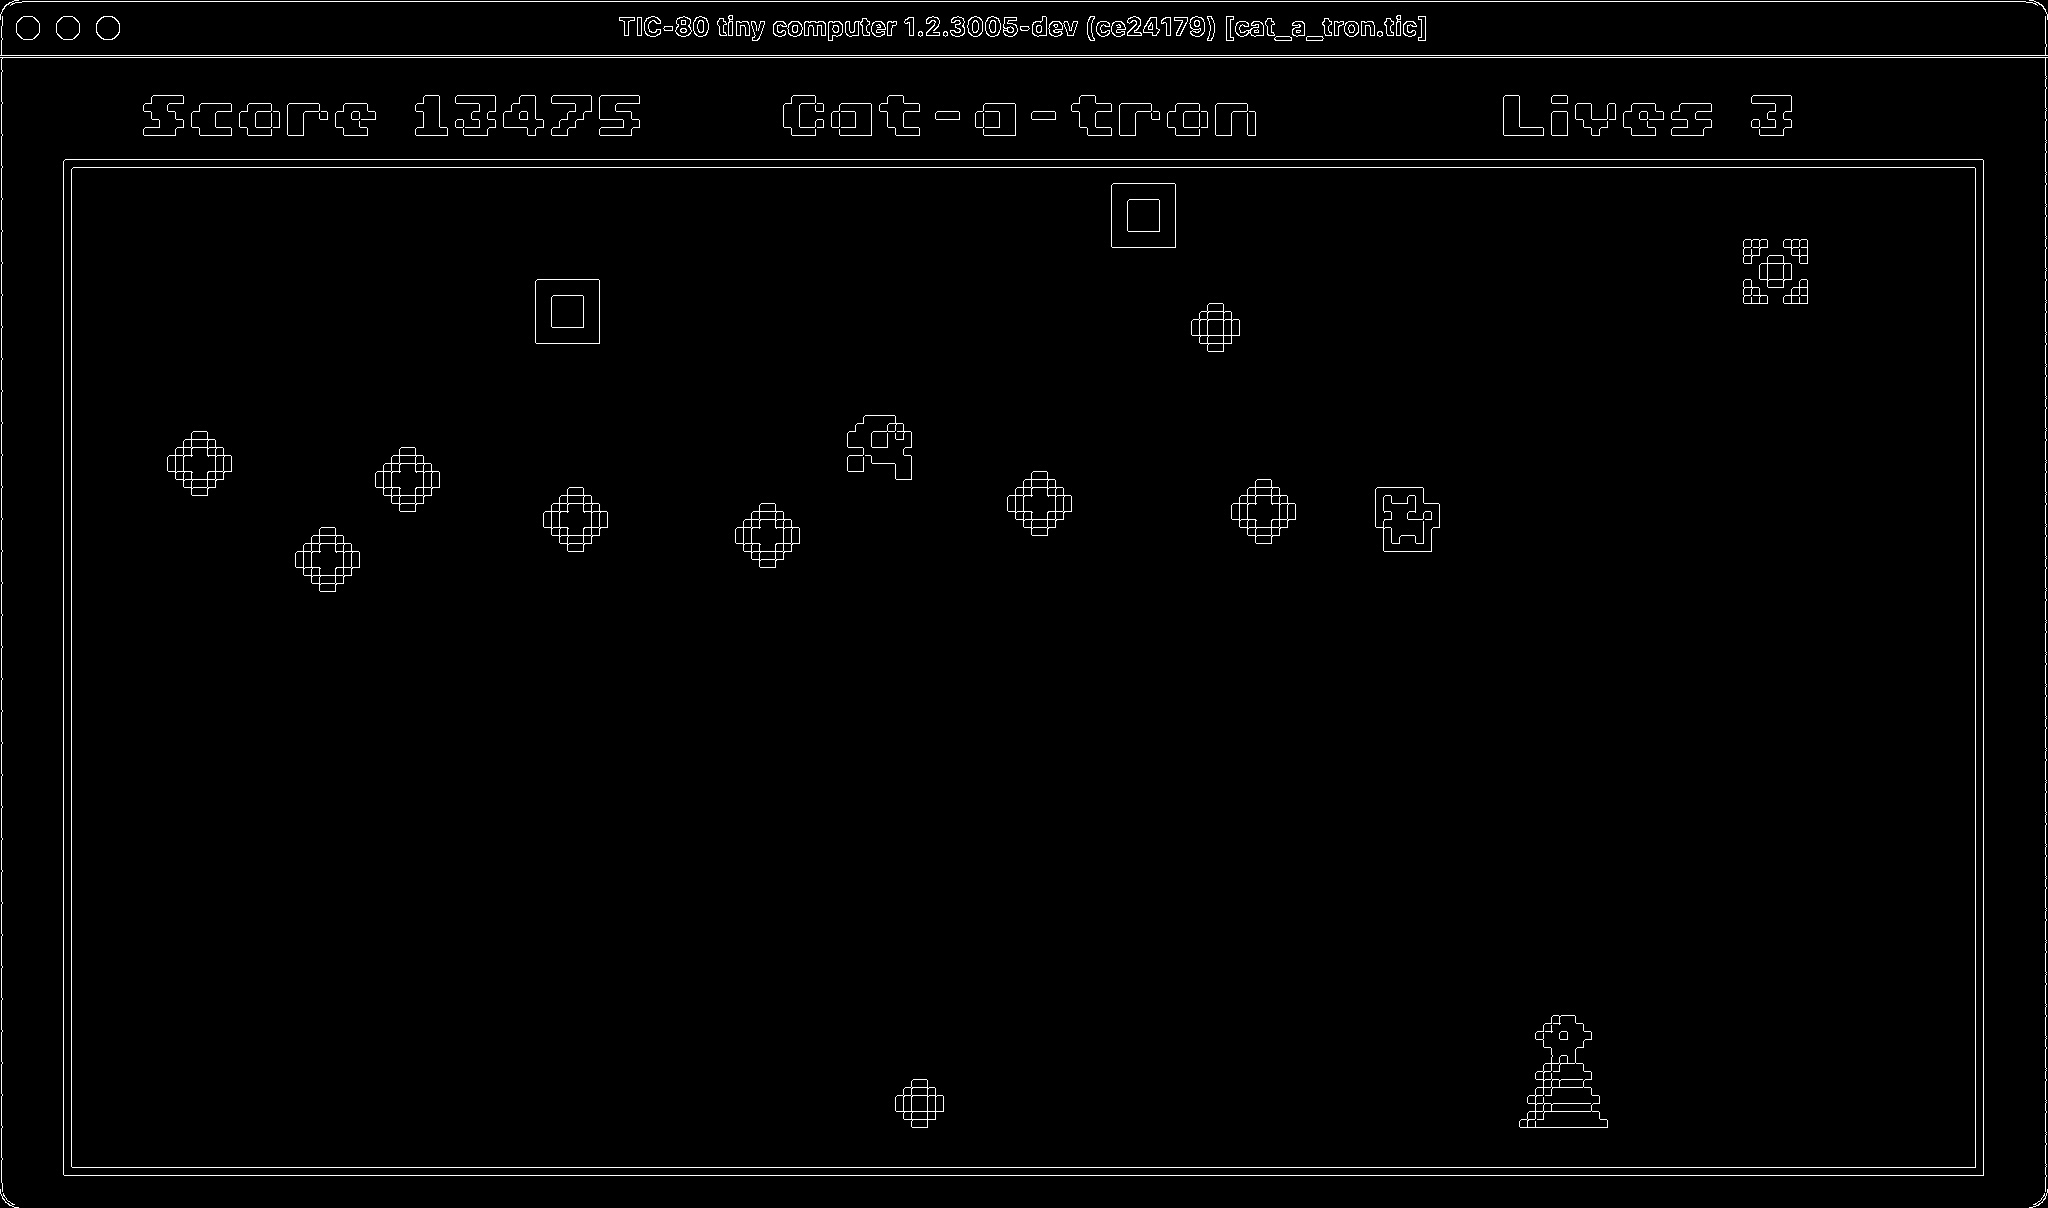 TIC-80 tiny computer 1.2.3005-dev (ce24179) [cat_a_tron.tic]
Score 13475 Cat-a-tron Lives 3